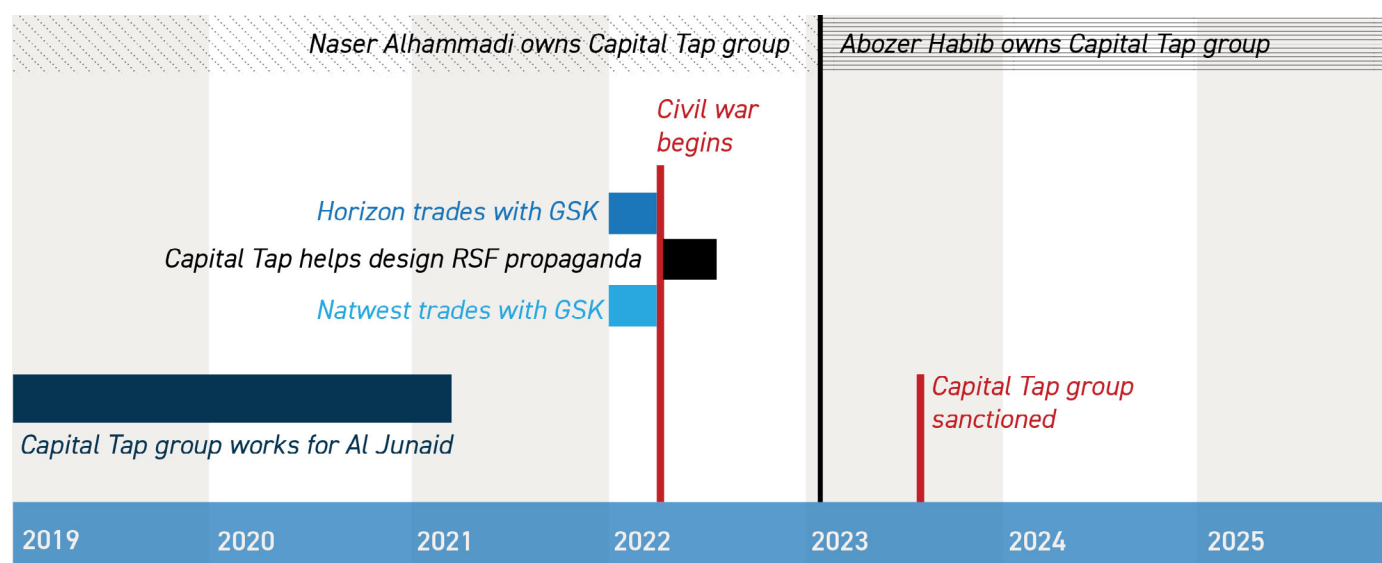 Naser Alhammadi owns Capital Tap group
Abozer Habib owns Capital Tap group
Civil war
begins
Horizon trades with GSK
Capital Tap helps design RSF propaganda
Natwest trades with GSK
Capital Tap group
sanctioned
Capital Tap group works for Al Junaid
2019
2020
2021
2022
2023
2024
2025